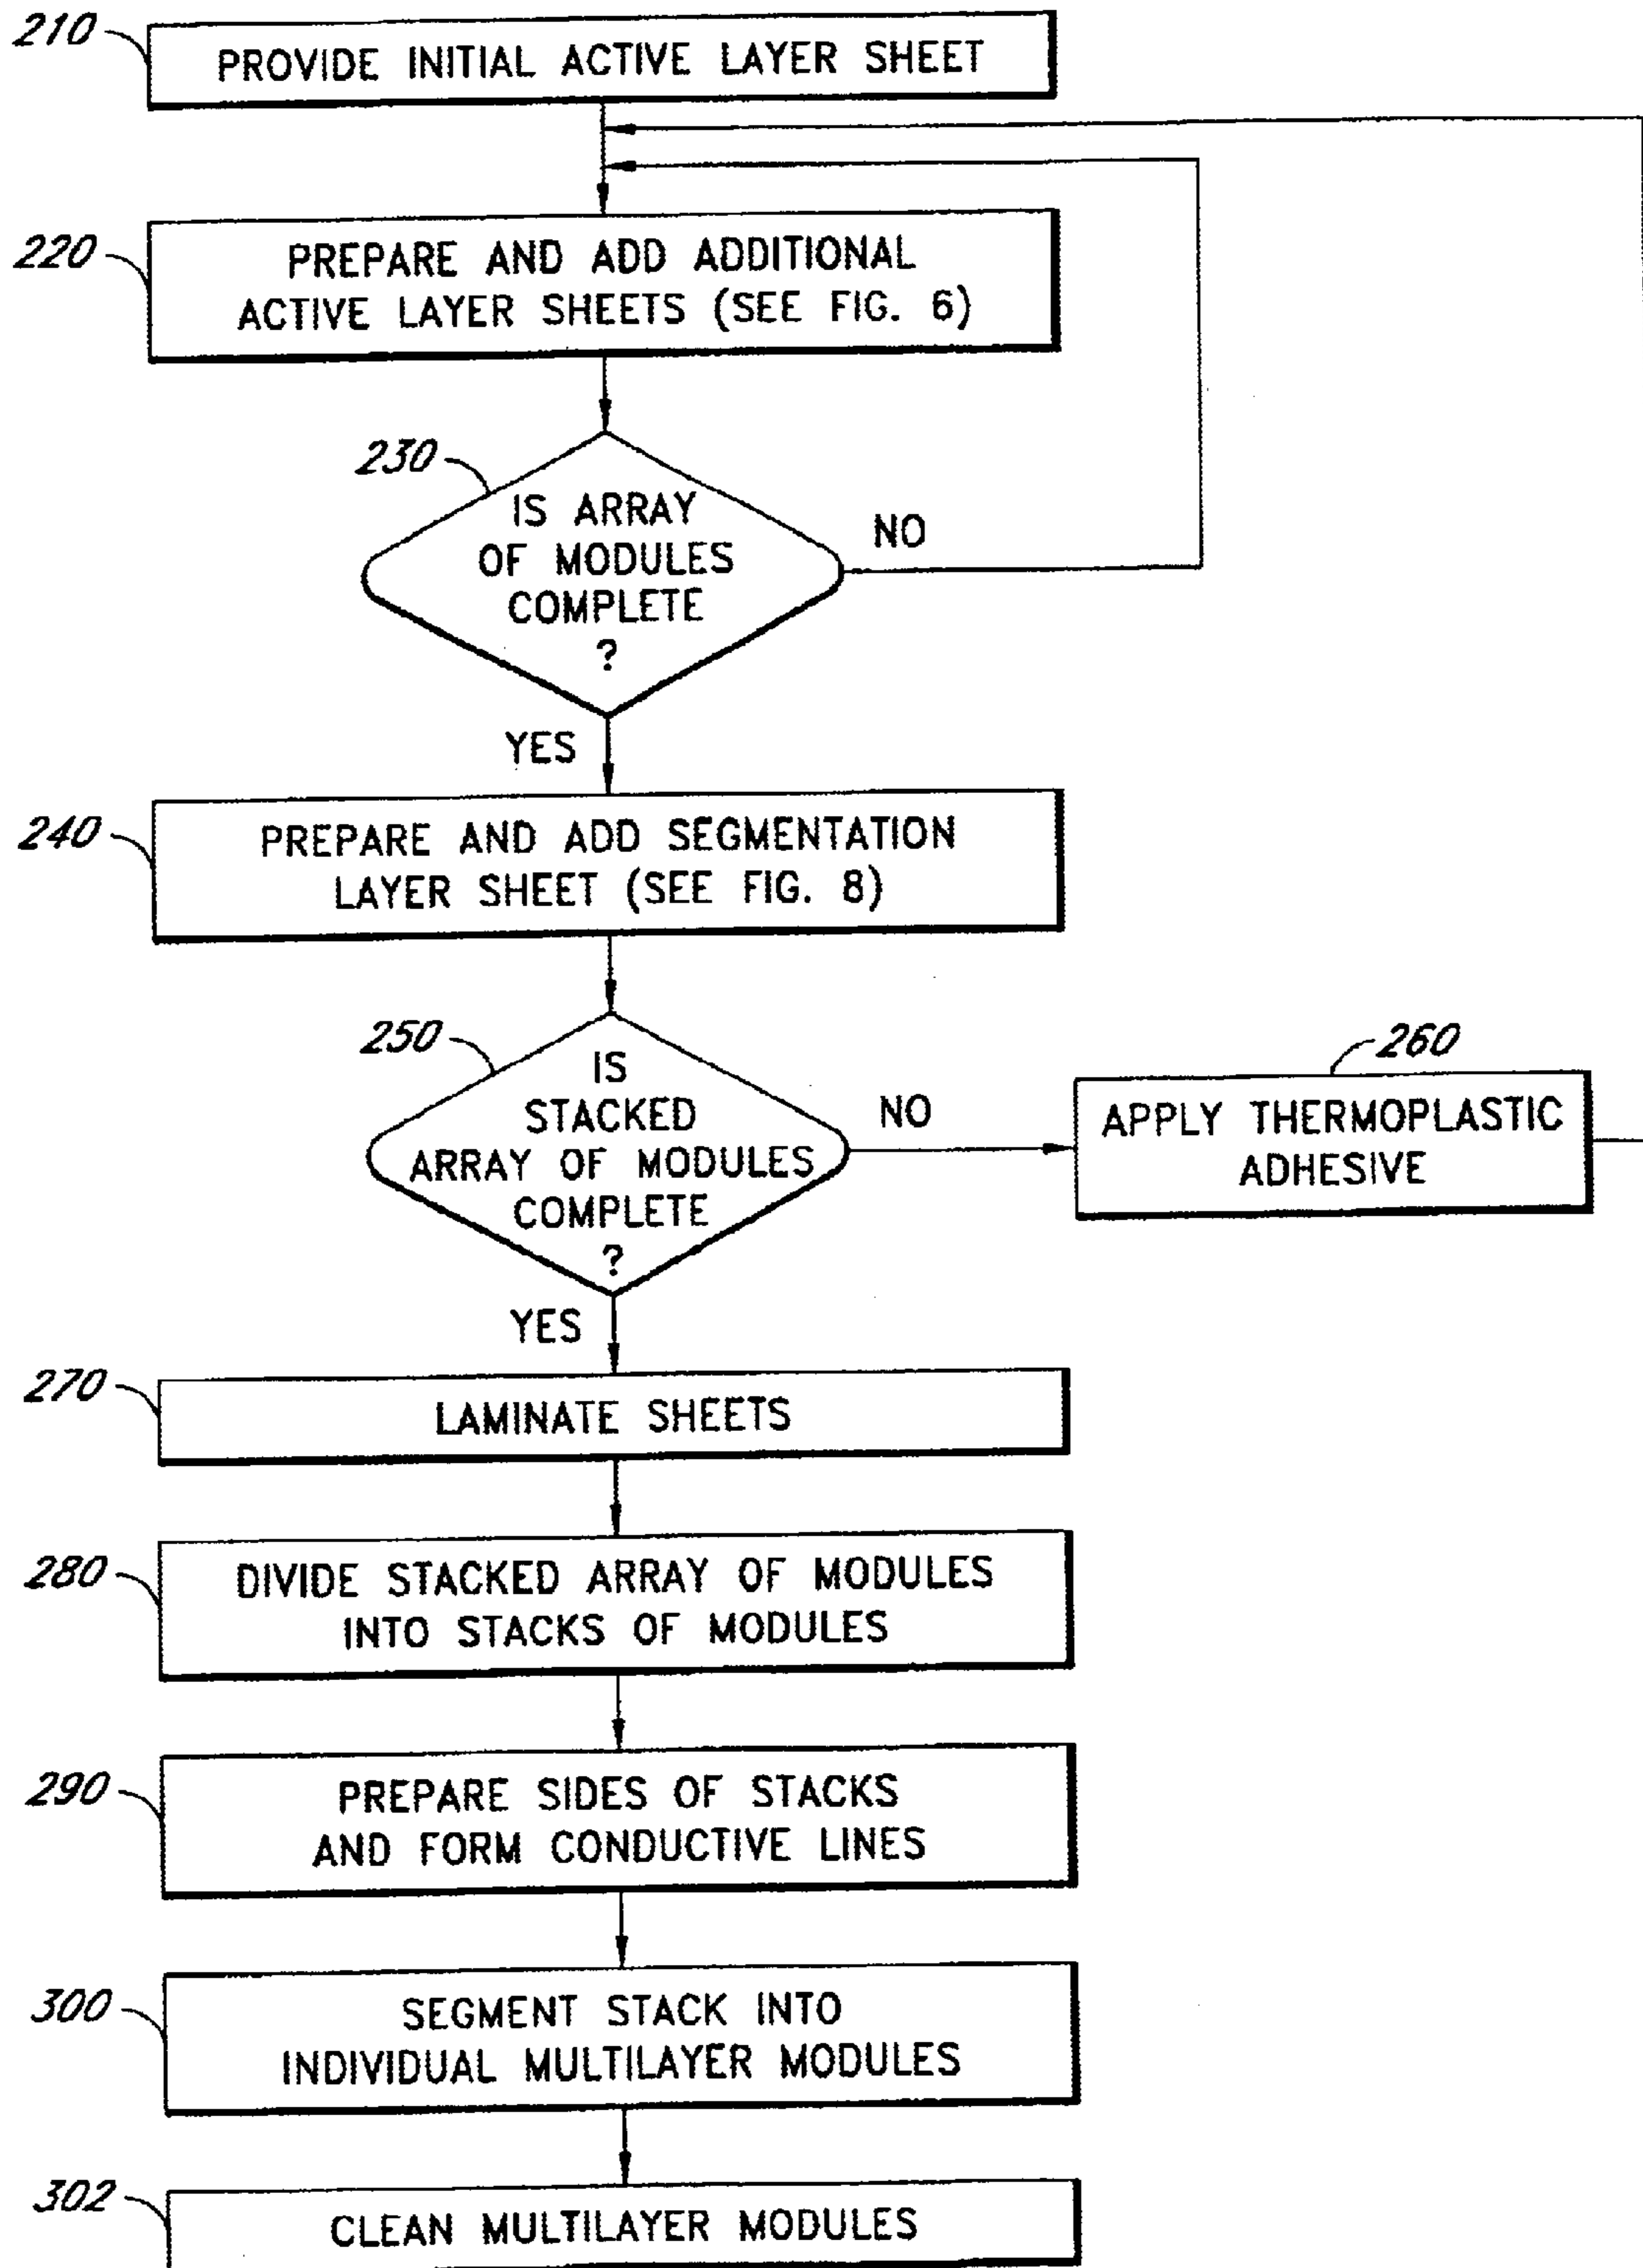 210
PROVIDE INITIAL ACTIVE LAYER SHEET
220
PREPARE AND ADD ADDITIONAL
ACTIVE LAYER SHEETS (SEE FIG. 6)
230
IS ARRAY
OF MODULES
COMPLETE
?
NO
YES
240
PREPARE AND ADD SEGMENTATION
LAYER SHEET (SEE FIG. 8)
250
IS
STACKED
ARRAY OF MODULES
COMPLETE
?
NO
260
APPLY THERMOPLASTIC
ADHESIVE
YES
270
LAMINATE SHEETS
280
DIVIDE STACKED ARRAY OF MODULES
INTO STACKS OF MODULES
290
PREPARE SIDES OF STACKS
AND FORM CONDUCTIVE LINES
300
SEGMENT STACK INTO
INDIVIDUAL MULTILAYER MODULES
302
CLEAN MULTILAYER MODULES